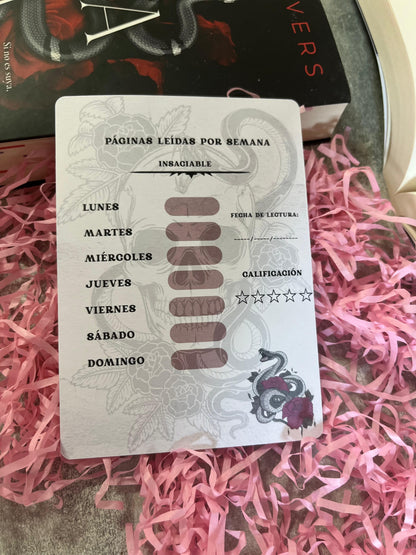 VERS
A
Si no es suya.
PÁGINAS LEÍDAS POR SEMANA
INSACIABLE
LUNES
MARTES
MIÉRCOLES
JUEVES
VIERNES
SÁBADO
DOMINGO
FECHA DE LECTURA:
-----/-----/-------
CALIFICACIÓN